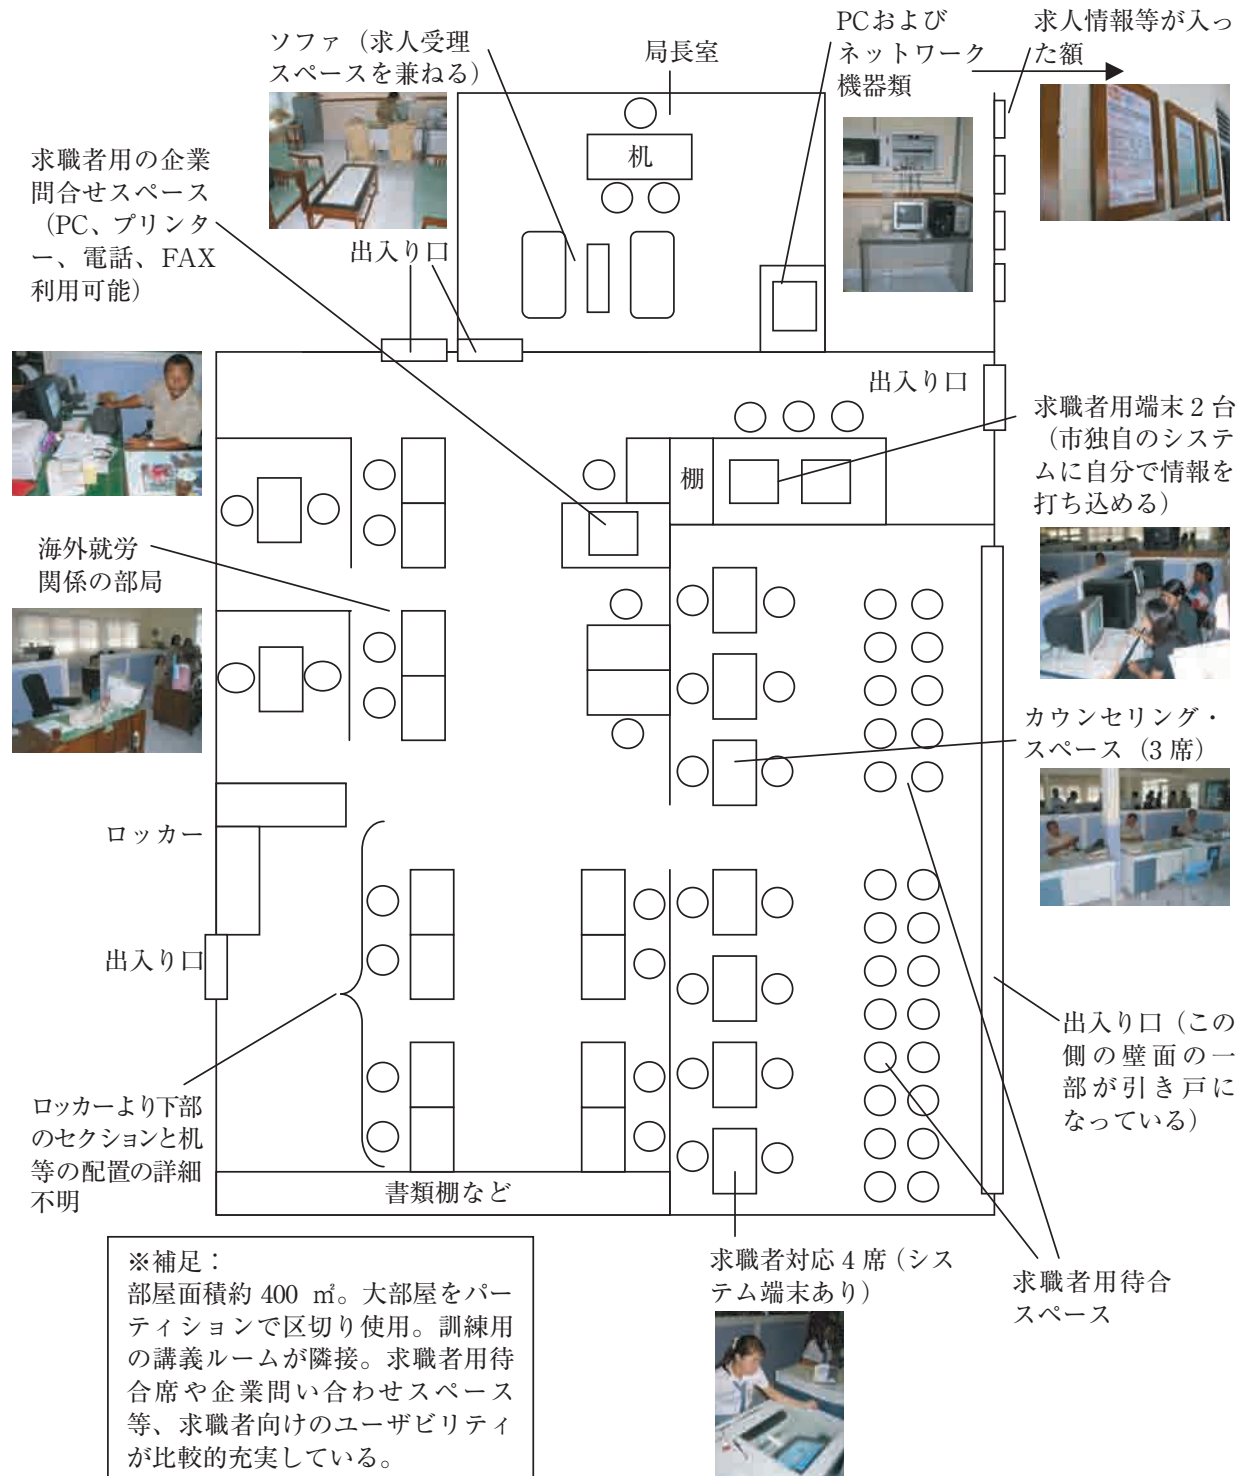 ソファ（求人受理
スペースを兼ねる）
局長室
PCおよび
ネットワーク
機器類
求人情報等が入っ
た額
求職者用の企業
問合せスペース
（PC、プリンタ
ー、電話、FAX
利用可能）
机
出入り口
出入り口
求職者用端末 2 台
（市独自のシステ
ムに自分で情報を
打ち込める）
棚
海外就労
関係の部局
カウンセリング・
スペース（3 席）
ロッカー
出入り口
出入り口（この
側の壁面の一
部が引き戸に
なっている）
ロッカーより下部
のセクションと机
等の配置の詳細
不明
書類棚など
求職者対応 4 席（シス
テム端末あり）
求職者用待合
スペース
※補足：
部屋面積約 400 ㎡。大部屋をパー
ティションで区切り使用。訓練用
の講義ルームが隣接。求職者用待
合席や企業問い合わせスペース
等、求職者向けのユーザビリティ
が比較的充実している。